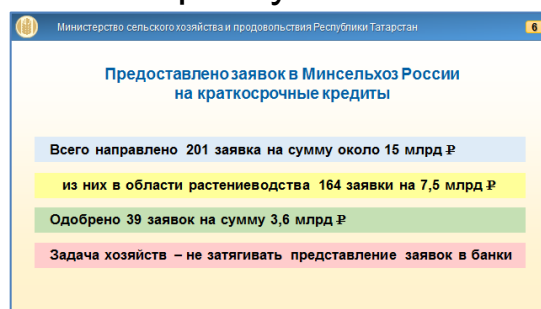 Министерство сельского хозяйства и продовольствия Республики Татарстан
6
Предоставлено заявок в Минсельхоз России
на краткосрочные кредиты
Всего направлено 201 заявка на сумму около 15 млрд ₽
из них в области растениеводства 164 заявки на 7,5 млрд ₽
Одобрено 39 заявок на сумму 3,6 млрд ₽
Задача хозяйств – не затягивать представление заявок в банки